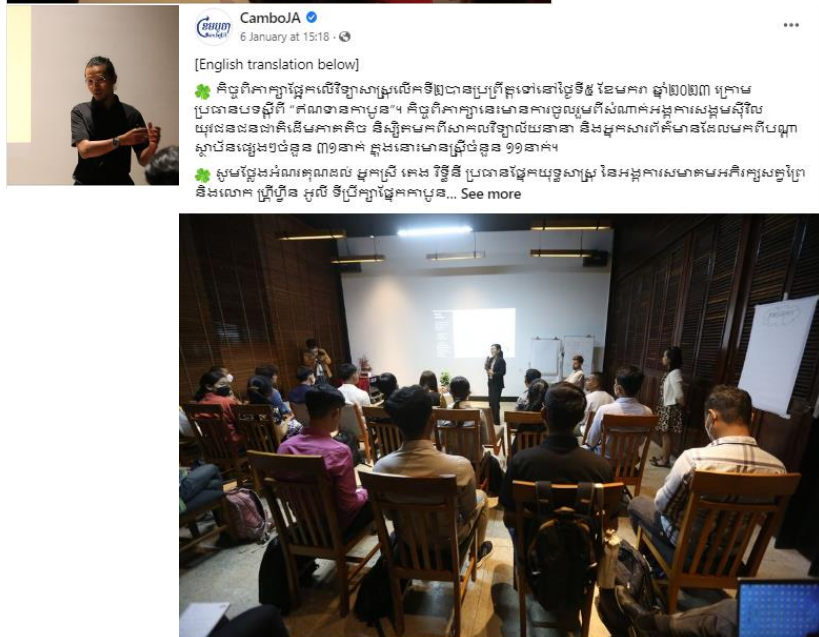 CamboJA
6 January at 15:18
[English translation below]
កិច្ចពិភាក្សាផ្អែកលើវិទ្យាសាស្ត្រលើកទី២បានប្រព្រឹត្តទៅនៅថ្ងៃទី៥ ខែមករា ឆ្នាំ២០២៣ ក្រោម
ប្រធានបទស្តីពី “ឥណទានកាបូន”។ កិច្ចពិភាក្សានេះមានការចូលរួមពីសំណាក់អង្គការសង្គមស៊ីវិល
យុវជនជនជាតិដើមភាគតិច និស្សិតមកពីសាកលវិទ្យាល័យនានា និងអ្នកសារព័ត៌មានដែលមកពីបណ្តា
ស្ថាប័នផ្សេងៗចំនួន ៣១នាក់ ក្នុងនោះមានស្ត្រីចំនួន ១១នាក់។
សូមថ្លែងអំណរគុណដល់ អ្នកស្រី តេង រិទ្ធីនី ប្រធានផ្នែកយុទ្ធសាស្ត្រ នៃអង្គការសមាគមអភិរក្សសត្វព្រៃ
និងលោក ហ្គ្រីហ្វីន អូលី ទីប្រឹក្សាផ្នែកកាបូន... See more